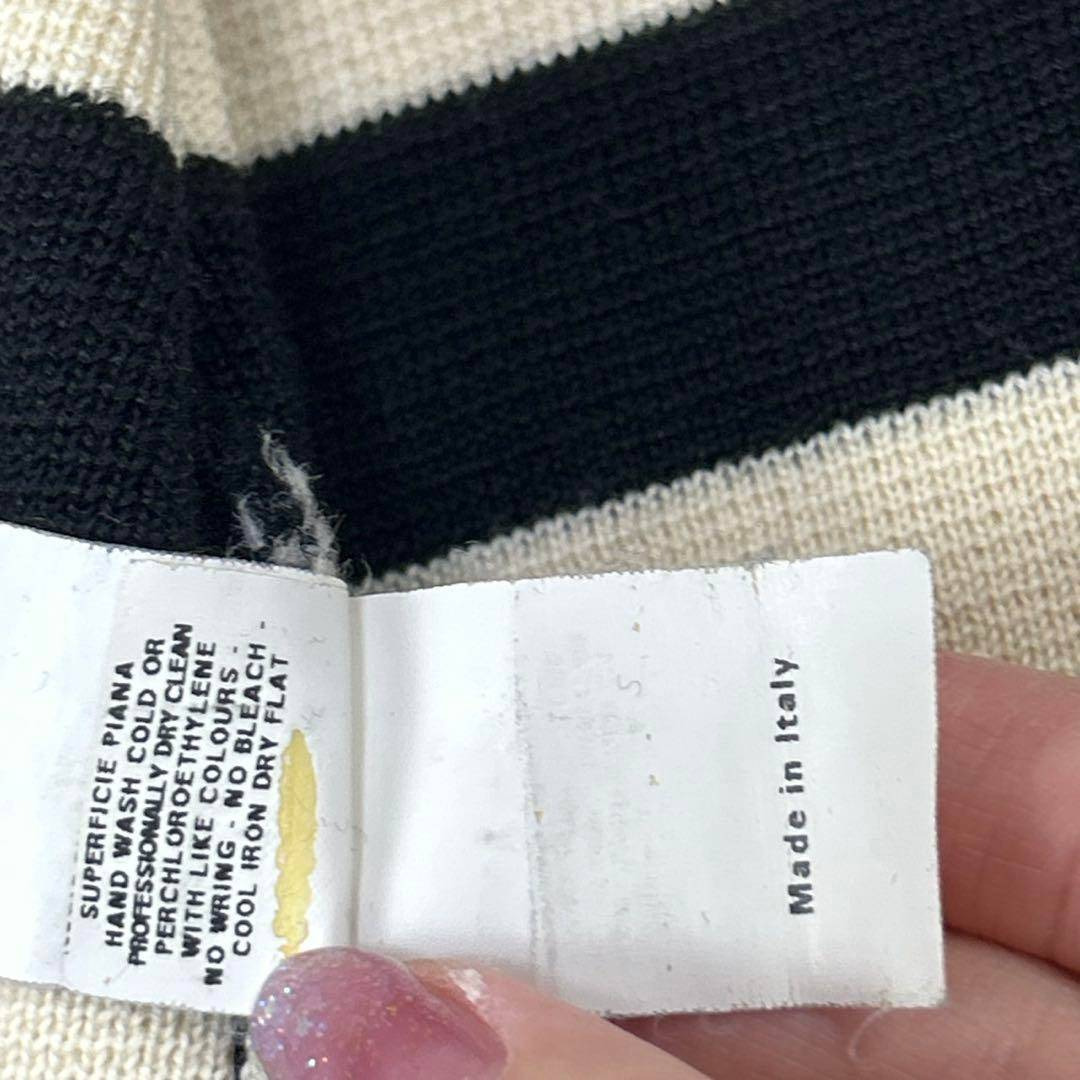 SUPERFICIE PIANA
HAND WASH COLD OR
PROFESSIONALLY DRY CLEAN
PERCHLOROETHYLENE
WITH LIKE COLOURS -
NO WRING - NO BLEACH -
COOL IRON DRY FLAT
Made in Italy